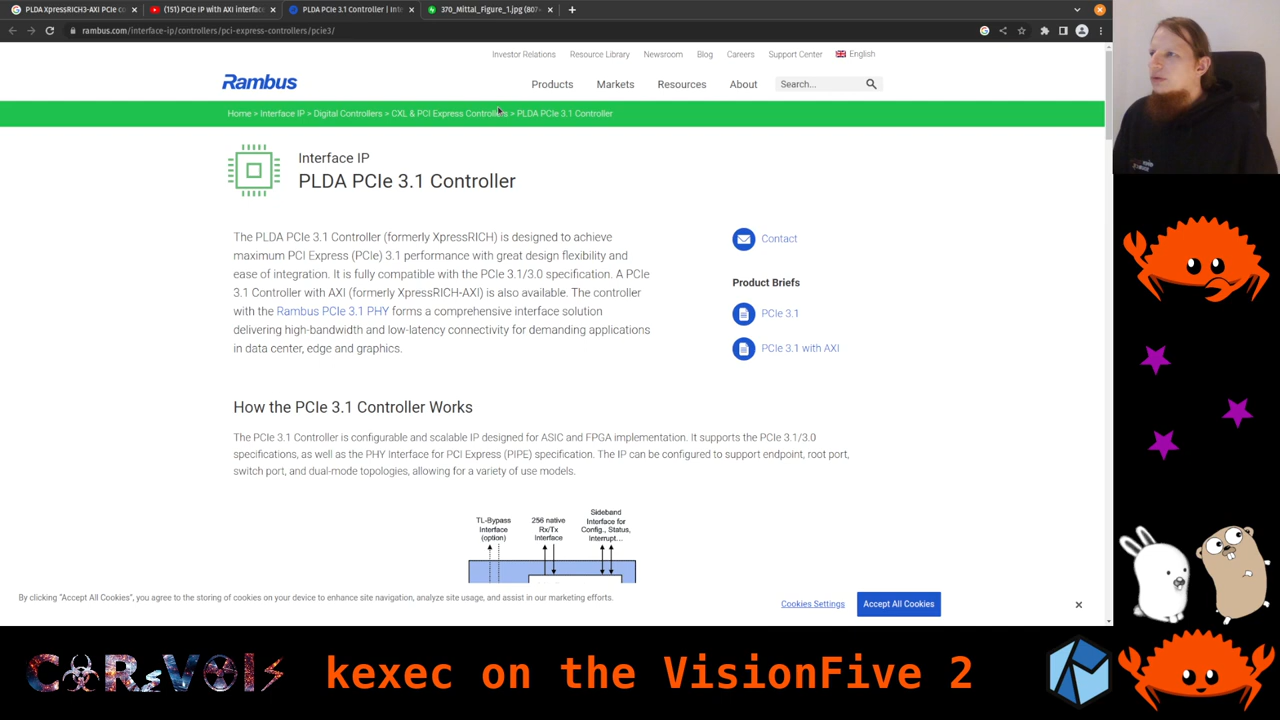 PLDA XpressRICH3-AXI PCIe co
(151) PCIe IP with AXI interface
PLDA PCIe 3.1 Controller | Inte
370_Mittal_Figure_1.jpg (807×
rambus.com/interface-ip/controllers/pci-express-controllers/pcie3/
Investor Relations Resource Library Newsroom Blog Careers Support Center English
Rambus
Products Markets Resources About Search...
Home > Interface IP > Digital Controllers > CXL & PCI Express Controllers > PLDA PCIe 3.1 Controller
Interface IP
PLDA PCIe 3.1 Controller
The PLDA PCIe 3.1 Controller (formerly XpressRICH) is designed to achieve
maximum PCI Express (PCIe) 3.1 performance with great design flexibility and
ease of integration. It is fully compatible with the PCIe 3.1/3.0 specification. A PCIe
3.1 Controller with AXI (formerly XpressRICH-AXI) is also available. The controller
with the Rambus PCIe 3.1 PHY forms a comprehensive interface solution
delivering high-bandwidth and low-latency connectivity for demanding applications
in data center, edge and graphics.
Contact
Product Briefs
PCIe 3.1
PCIe 3.1 with AXI
How the PCIe 3.1 Controller Works
The PCIe 3.1 Controller is configurable and scalable IP designed for ASIC and FPGA implementation. It supports the PCIe 3.1/3.0
specifications, as well as the PHY Interface for PCI Express (PIPE) specification. The IP can be configured to support endpoint, root port,
switch port, and dual-mode topologies, allowing for a variety of use models.
TL-Bypass
Interface
(option)
256 native
Rx/Tx
Interface
Sideband
Interface for
Config., Status,
Interrupt...
By clicking "Accept All Cookies", you agree to the storing of cookies on your device to enhance site navigation, analyze site usage, and assist in our marketing efforts.
Cookies Settings
Accept All Cookies
kexec on the VisionFive 2